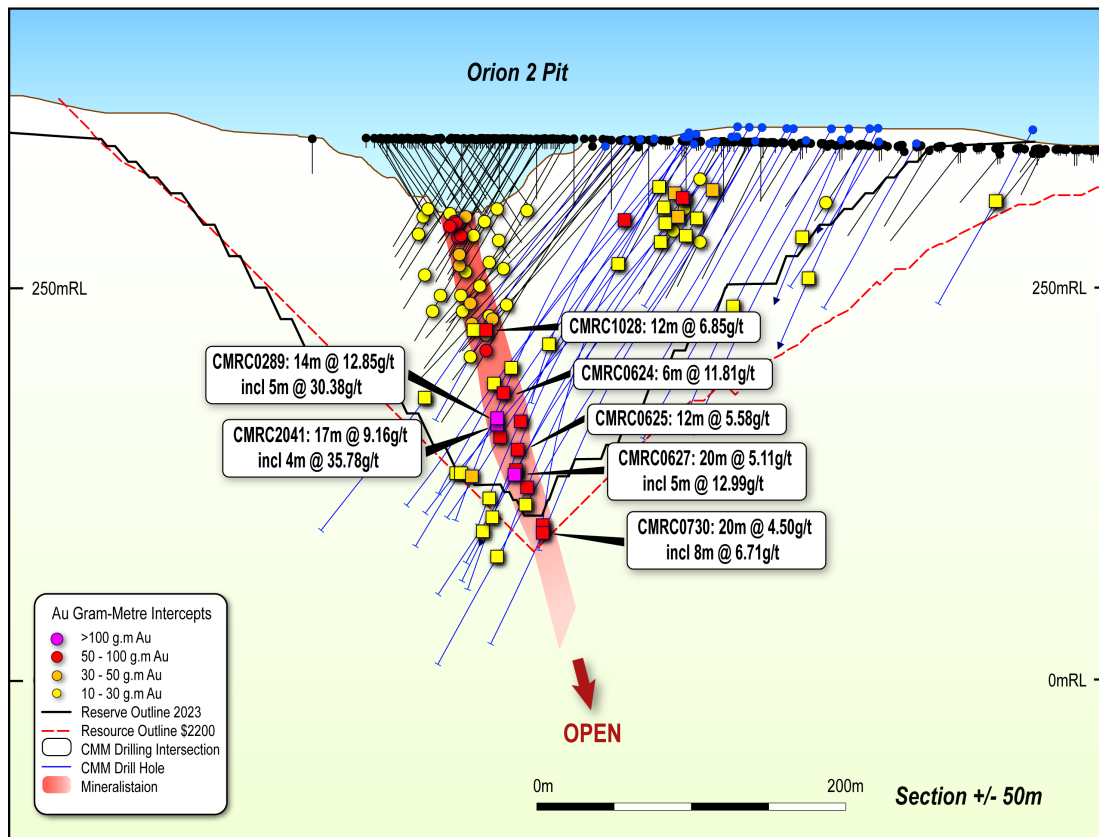 Orion 2 Pit
250mRL
250mRL
CMRC1028: 12m @ 6.85g/t
CMRC0289: 14m @ 12.85g/t
incl 5m @ 30.38g/t
CMRC0624: 6m @ 11.81g/t
CMRC0625: 12m @ 5.58g/t
CMRC2041: 17m @ 9.16g/t
incl 4m @ 35.78g/t
CMRC0627: 20m @ 5.11g/t
incl 5m @ 12.99g/t
CMRC0730: 20m @ 4.50g/t
incl 8m @ 6.71g/t
Au Gram-Metre Intercepts
>100 g.m Au
50 - 100 g.m Au
30 - 50 g.m Au
10 - 30 g.m Au
Reserve Outline 2023
Resource Outline $2200
CMM Drilling Intersection
CMM Drill Hole
Mineralistaion
0mRL
OPEN
0m
200m
Section +/- 50m